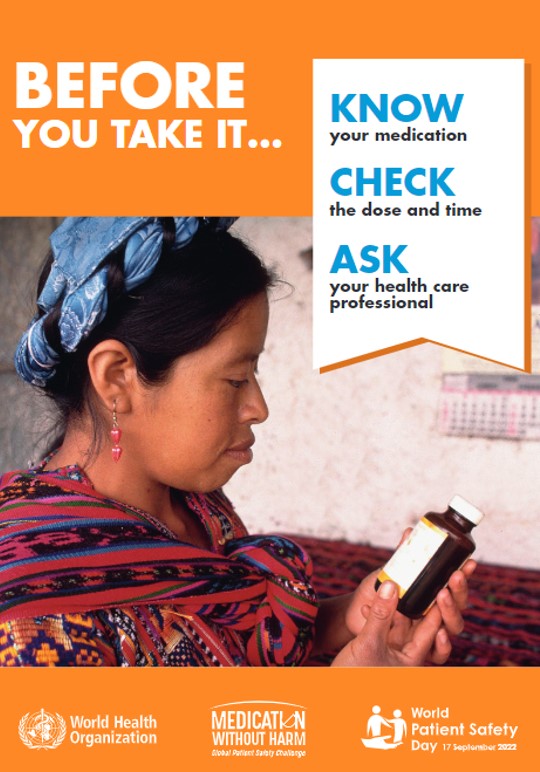 BEFORE
YOU TAKE IT...
KNOW
your medication
CHECK
the dose and time
ASK
your health care
professional
World Health
Organization
MEDICATION
WITHOUT HARM
Global Patient Safety Challenge
World
Patient Safety
Day 17 September 2022